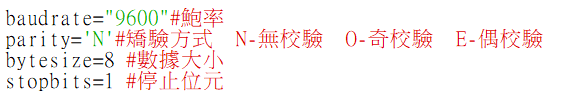 baudrate="9600"#鮑率
parity='N'#矯驗方式 N-無校驗 O-奇校驗 E-偶校驗
bytesize=8 #數據大小
stopbits=1 #停止位元